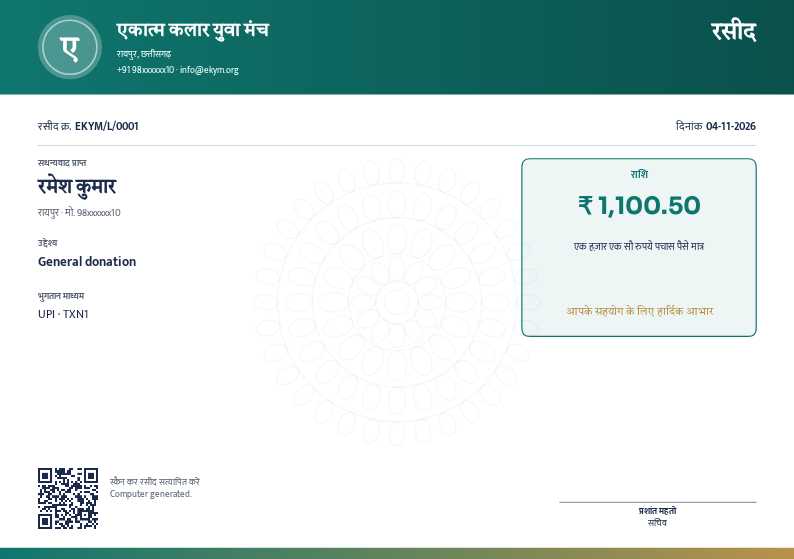 ए
एकात्म कलार युवा मंच
रायपुर, छत्तीसगढ़
+91 98xxxxxx10 · info@ekym.org
रसीद
रसीद क्र. EKYM/L/0001
दिनांक 04-11-2026
सधन्यवाद प्राप्त
रमेश कुमार
रायपुर · मो. 98xxxxxx10
उद्देश्य
General donation
भुगतान माध्यम
UPI · TXN1
राशि
₹ 1,100.50
एक हज़ार एक सौ रुपये पचास पैसे मात्र
आपके सहयोग के लिए हार्दिक आभार
स्कैन कर रसीद सत्यापित करें
Computer generated.
प्रशांत महतो
सचिव